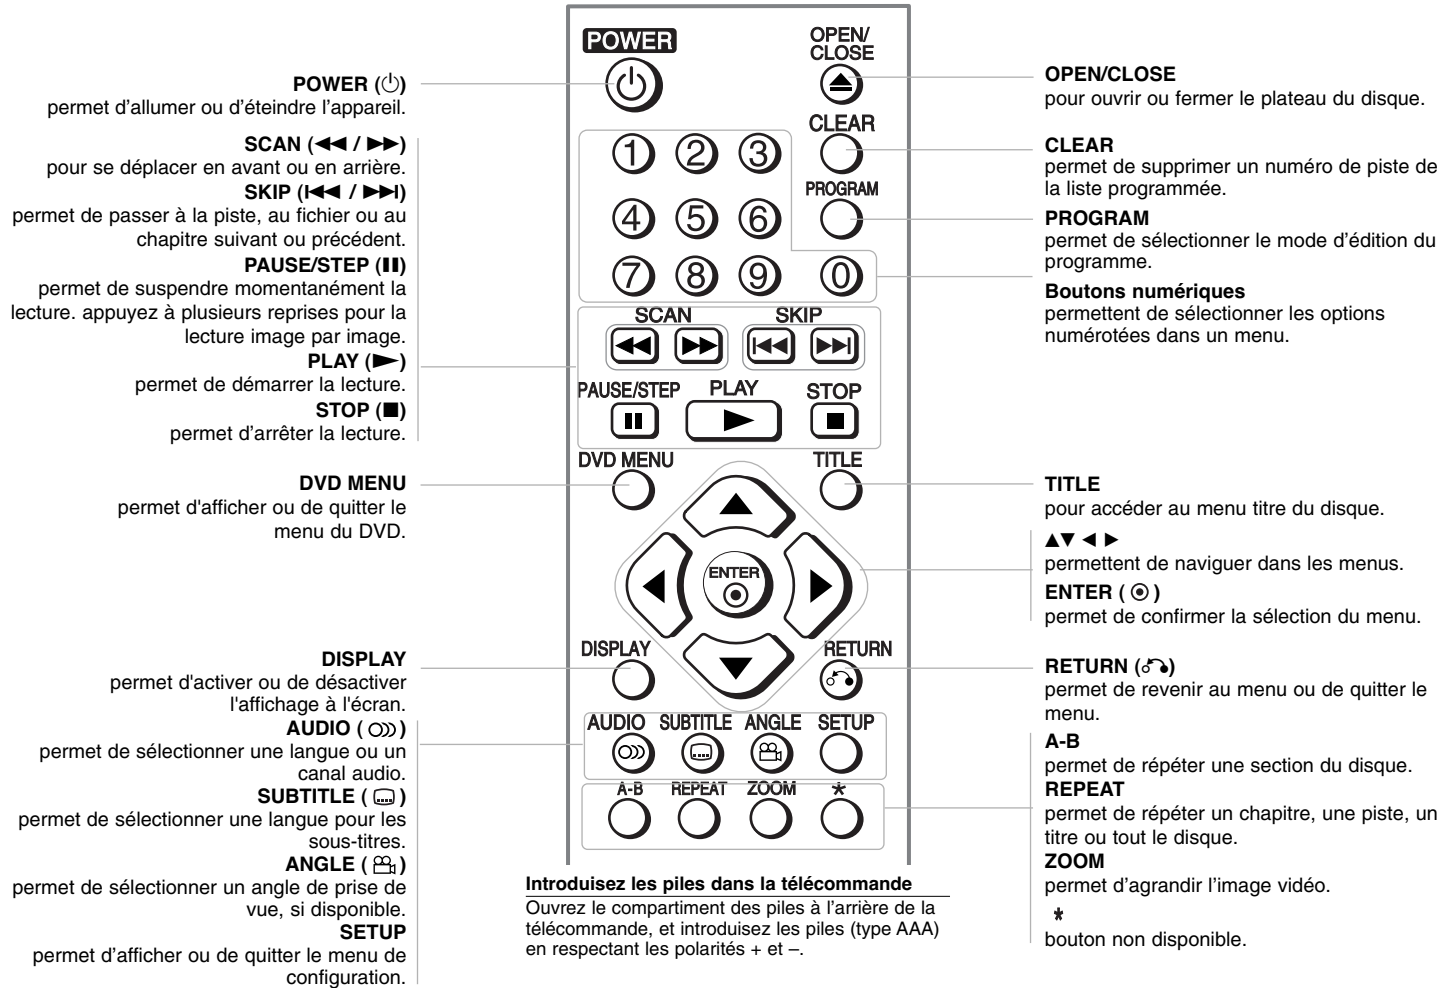 POWER (⏻)
permet d'allumer ou d'éteindre l'appareil.
SCAN (◀◀ / ▶▶)
pour se déplacer en avant ou en arrière.
SKIP (I◀◀ / ▶▶I)
permet de passer à la piste, au fichier ou au
chapitre suivant ou précédent.
PAUSE/STEP (II)
permet de suspendre momentanément la
lecture. appuyez à plusieurs reprises pour la
lecture image par image.
PLAY (▶)
permet de démarrer la lecture.
STOP (■)
permet d'arrêter la lecture.
DVD MENU
permet d'afficher ou de quitter le
menu du DVD.
DISPLAY
permet d'activer ou de désactiver
l'affichage à l'écran.
AUDIO ( )
permet de sélectionner une langue ou un
canal audio.
SUBTITLE ( )
permet de sélectionner une langue pour les
sous-titres.
ANGLE ( )
permet de sélectionner un angle de prise de
vue, si disponible.
SETUP
permet d'afficher ou de quitter le menu de
configuration.
POWER
OPEN/
CLOSE
CLEAR
1 2 3
PROGRAM
4 5 6
7 8 9 0
SCAN SKIP
PAUSE/STEP PLAY STOP
DVD MENU TITLE
ENTER
DISPLAY RETURN
AUDIO SUBTITLE ANGLE SETUP
A-B REPEAT ZOOM *
Introduisez les piles dans la télécommande
Ouvrez le compartiment des piles à l'arrière de la
télécommande, et introduisez les piles (type AAA)
en respectant les polarités + et –.
OPEN/CLOSE
pour ouvrir ou fermer le plateau du disque.
CLEAR
permet de supprimer un numéro de piste de
la liste programmée.
PROGRAM
permet de sélectionner le mode d'édition du
programme.
Boutons numériques
permettent de sélectionner les options
numérotées dans un menu.
TITLE
pour accéder au menu titre du disque.
▲▼ ◀ ▶
permettent de naviguer dans les menus.
ENTER ( ⦿ )
permet de confirmer la sélection du menu.
RETURN ( )
permet de revenir au menu ou de quitter le
menu.
A-B
permet de répéter une section du disque.
REPEAT
permet de répéter un chapitre, une piste, un
titre ou tout le disque.
ZOOM
permet d'agrandir l'image vidéo.
*
bouton non disponible.